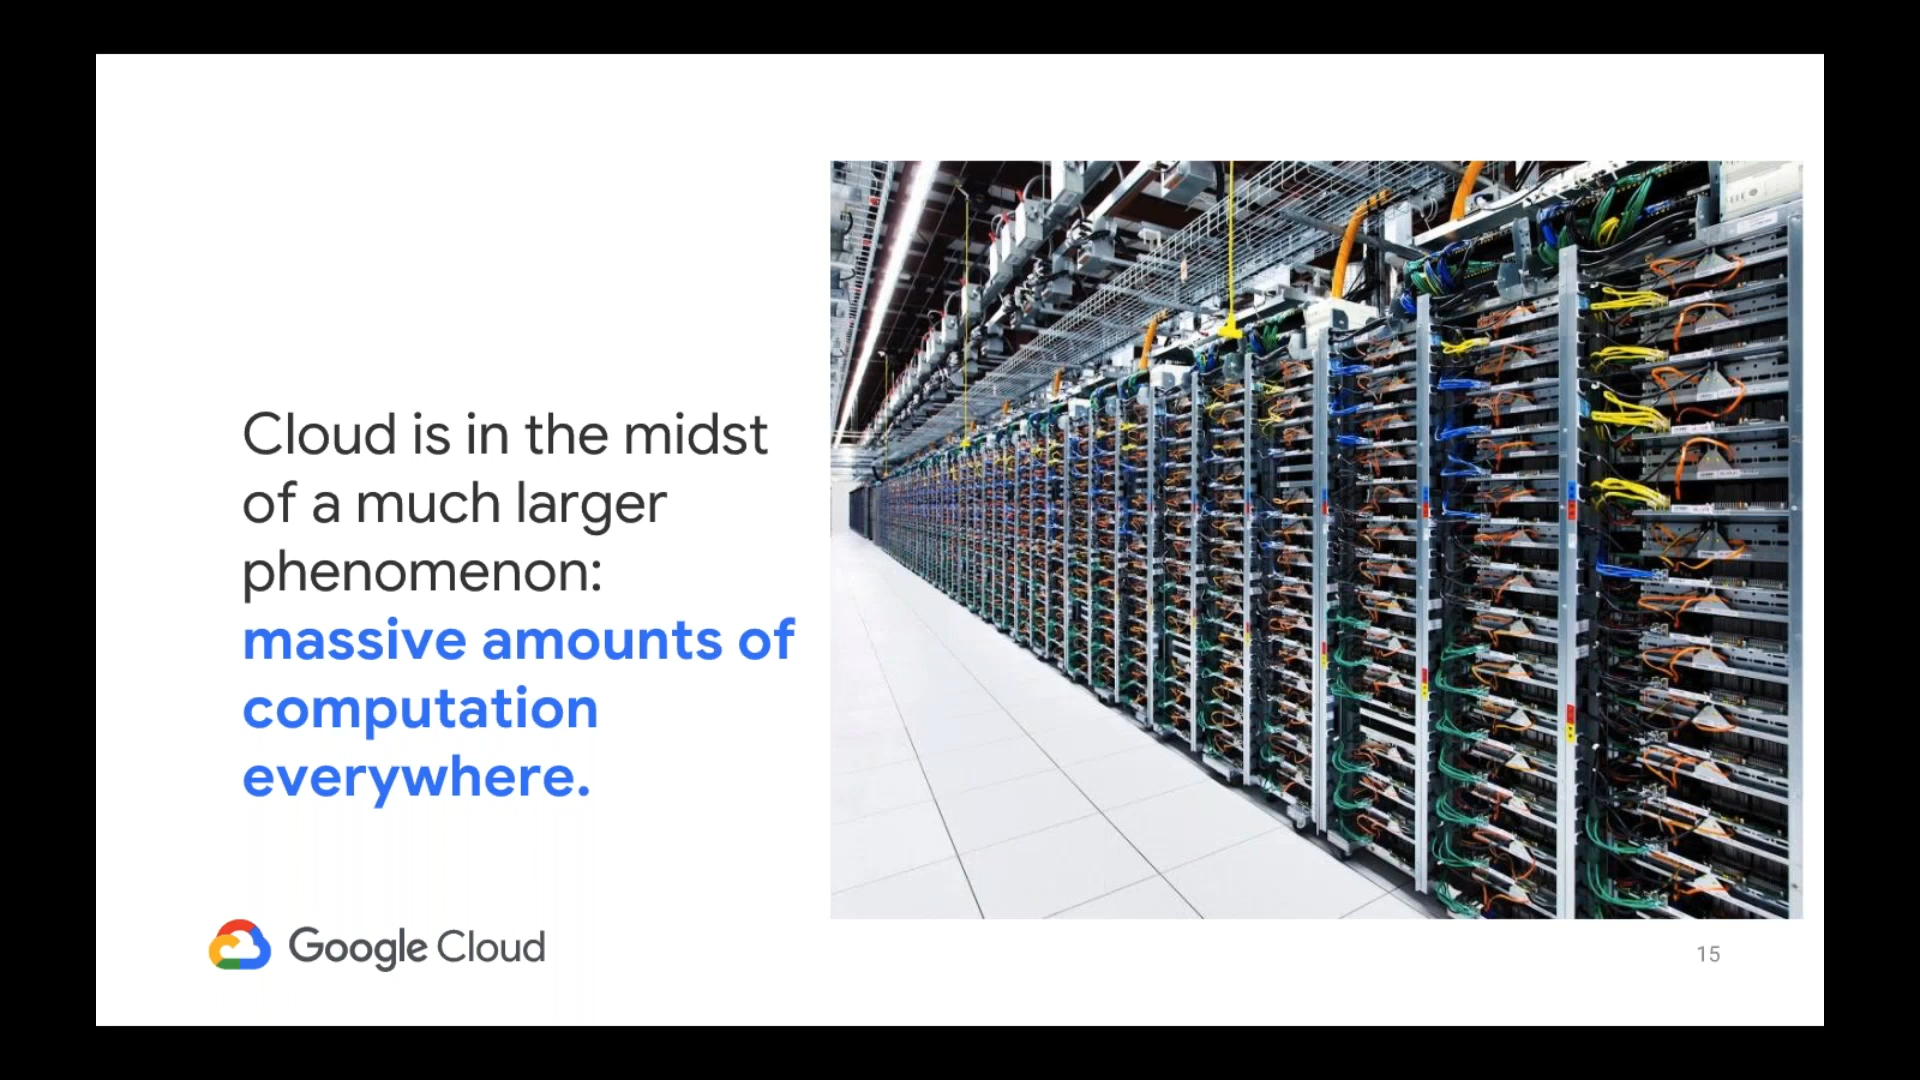 Cloud is in the midst
of a much larger
phenomenon:
massive amounts of
computation
everywhere.
Google Cloud
15